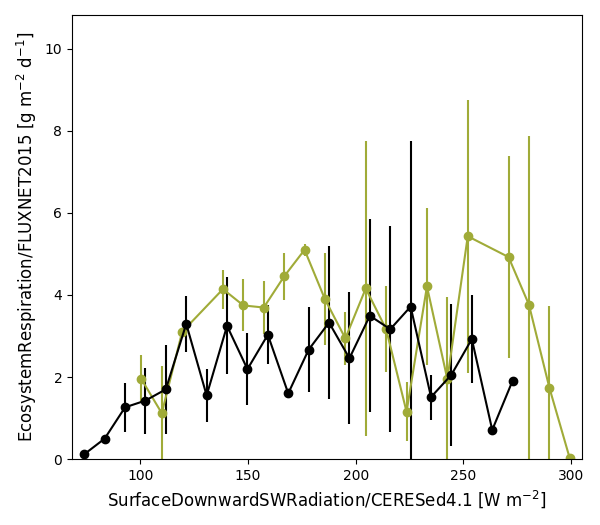 EcosystemRespiration/FLUXNET2015 [g m⁻² d⁻¹]
10
8
6
4
2
0
100 150 200 250 300
SurfaceDownwardSWRadiation/CERESed4.1 [W m⁻²]